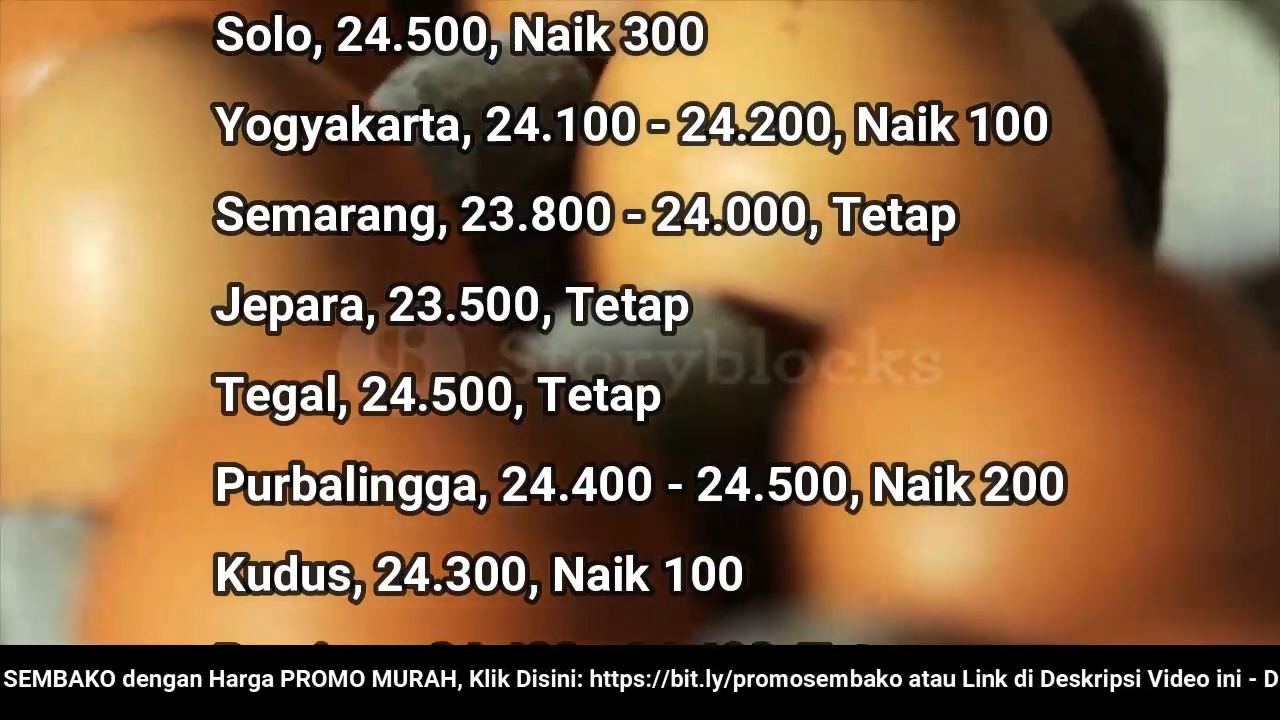 Solo, 24.500, Naik 300
Yogyakarta, 24.100 - 24.200, Naik 100
Semarang, 23.800 - 24.000, Tetap
Jepara, 23.500, Tetap
Storyblocks
Tegal, 24.500, Tetap
Purbalingga, 24.400 - 24.500, Naik 200
Kudus, 24.300, Naik 100
SEMBAKO dengan Harga PROMO MURAH, Klik Disini: https://bit.ly/promosembako atau Link di Deskripsi Video ini - D